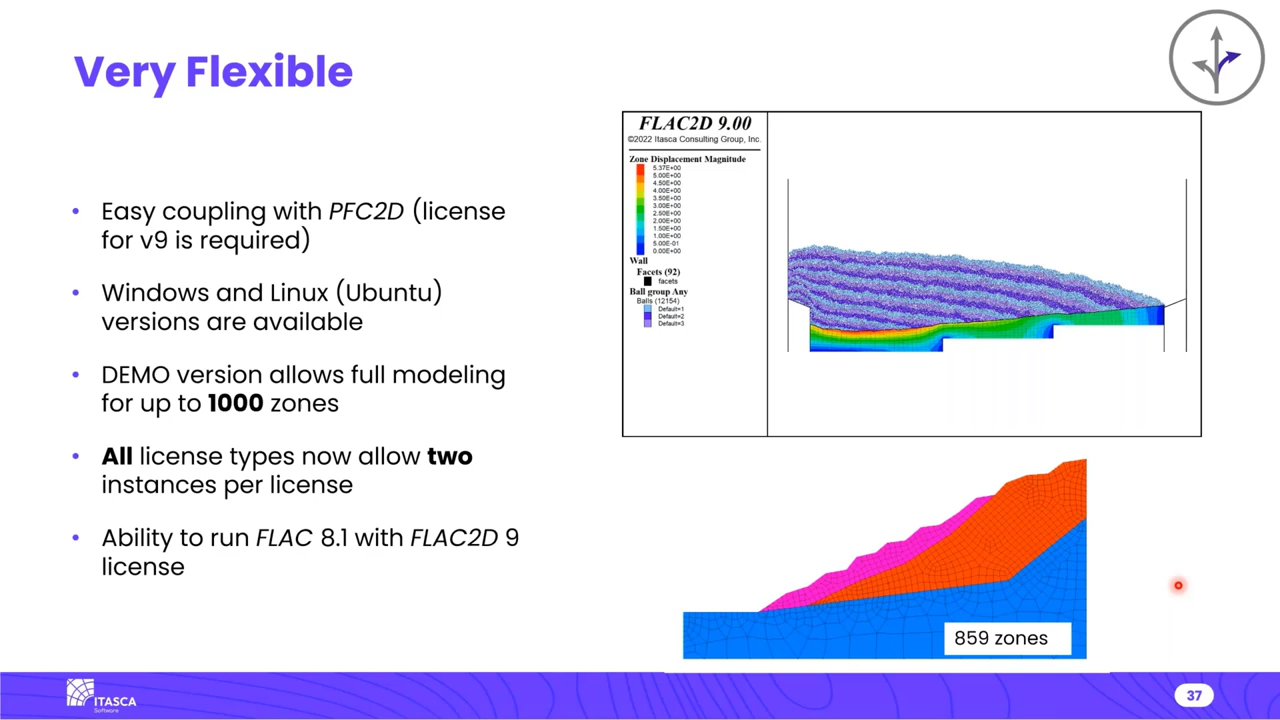 Very Flexible
• Easy coupling with PFC2D (license
for v9 is required)
• Windows and Linux (Ubuntu)
versions are available
• DEMO version allows full modeling
for up to 1000 zones
• All license types now allow two
instances per license
• Ability to run FLAC 8.1 with FLAC2D 9
license
FLAC2D 9.00
©2022 Itasca Consulting Group, Inc.
Zone Displacement Magnitude
5.37E+00
5.00E+00
4.50E+00
4.00E+00
3.50E+00
3.00E+00
2.50E+00
2.00E+00
1.50E+00
1.00E+00
5.00E-01
0.00E+00
Wall
Facets (92)
facets
Ball group Any
Balls (12154)
Default=1
Default=2
Default=3
859 zones
ITASCA
Software
37